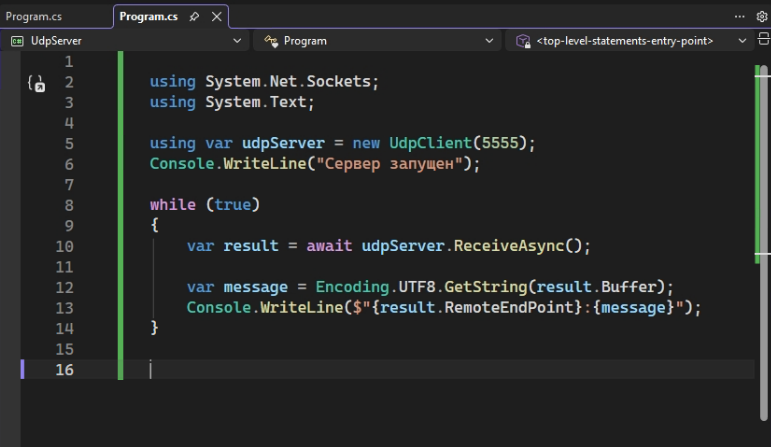 Program.cs
Program.cs
UdpServer
Program
<top-level-statements-entry-point>
1
2 using System.Net.Sockets;
3 using System.Text;
4
5 using var udpServer = new UdpClient(5555);
6 Console.WriteLine("Сервер запущен");
7
8 while (true)
9 {
10 var result = await udpServer.ReceiveAsync();
11
12 var message = Encoding.UTF8.GetString(result.Buffer);
13 Console.WriteLine($"{result.RemoteEndPoint}:{message}");
14 }
15
16